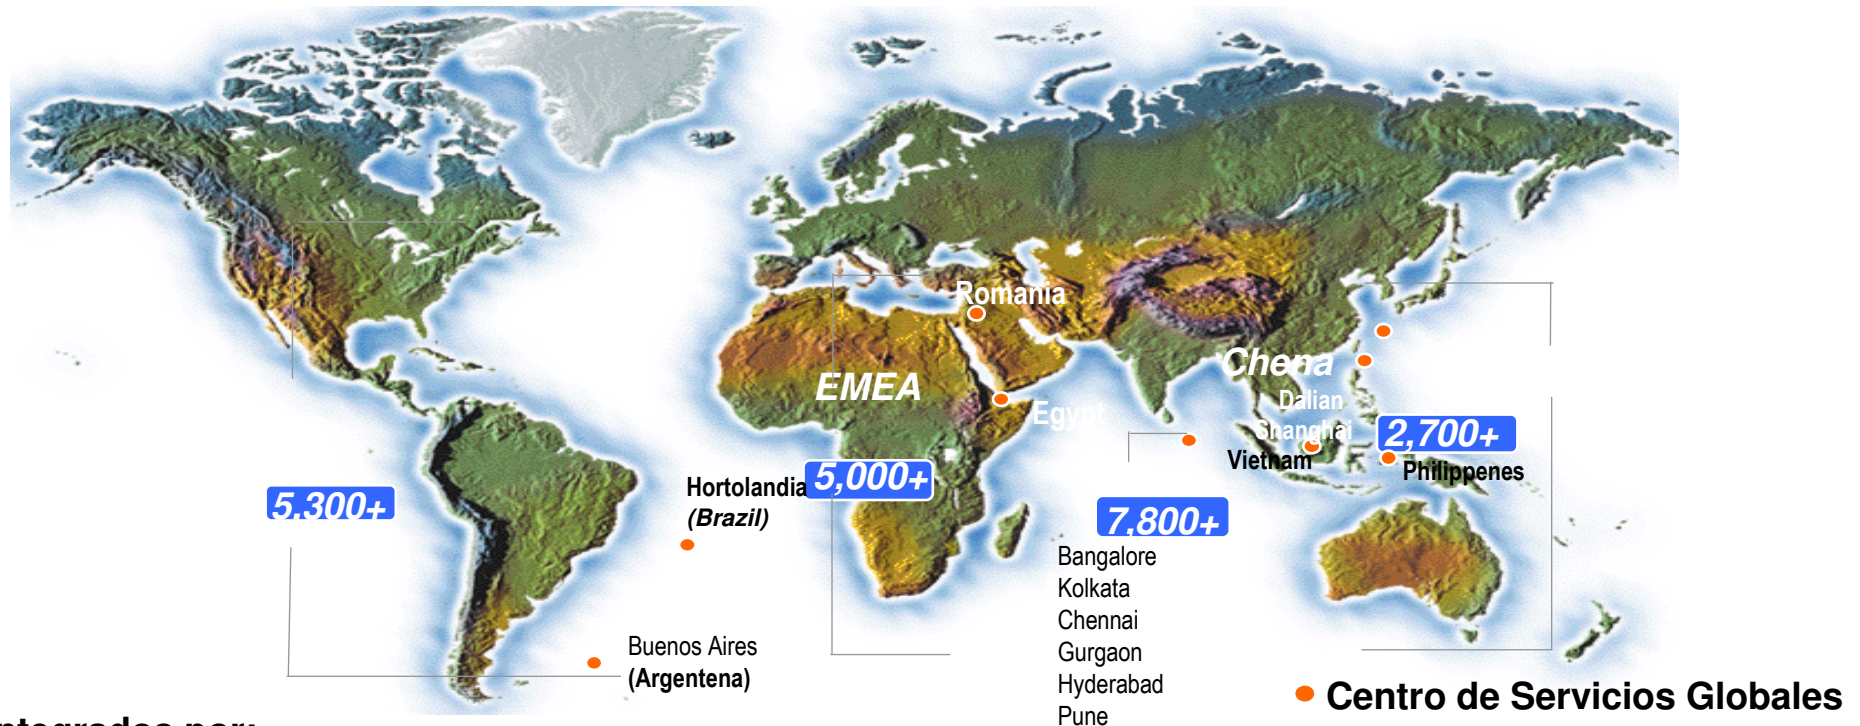 Romania
EMEA
Egypt
Chena
Dalian
Shanghai
Vietnam
2,700+
Philippenes
5,300+
Hortolandia
(Brazil)
5,000+
7,800+
Bangalore
Kolkata
Chennai
Gurgaon
Hyderabad
Pune
Buenos Aires
(Argentena)
Centro de Servicios Globales